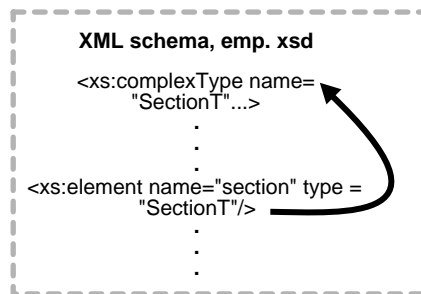 XML schema, emp. xsd
<xs:complexType name=
"SectionT"...>
.
.
.
<xs:element name="section" type =
"SectionT"/>
.
.
.